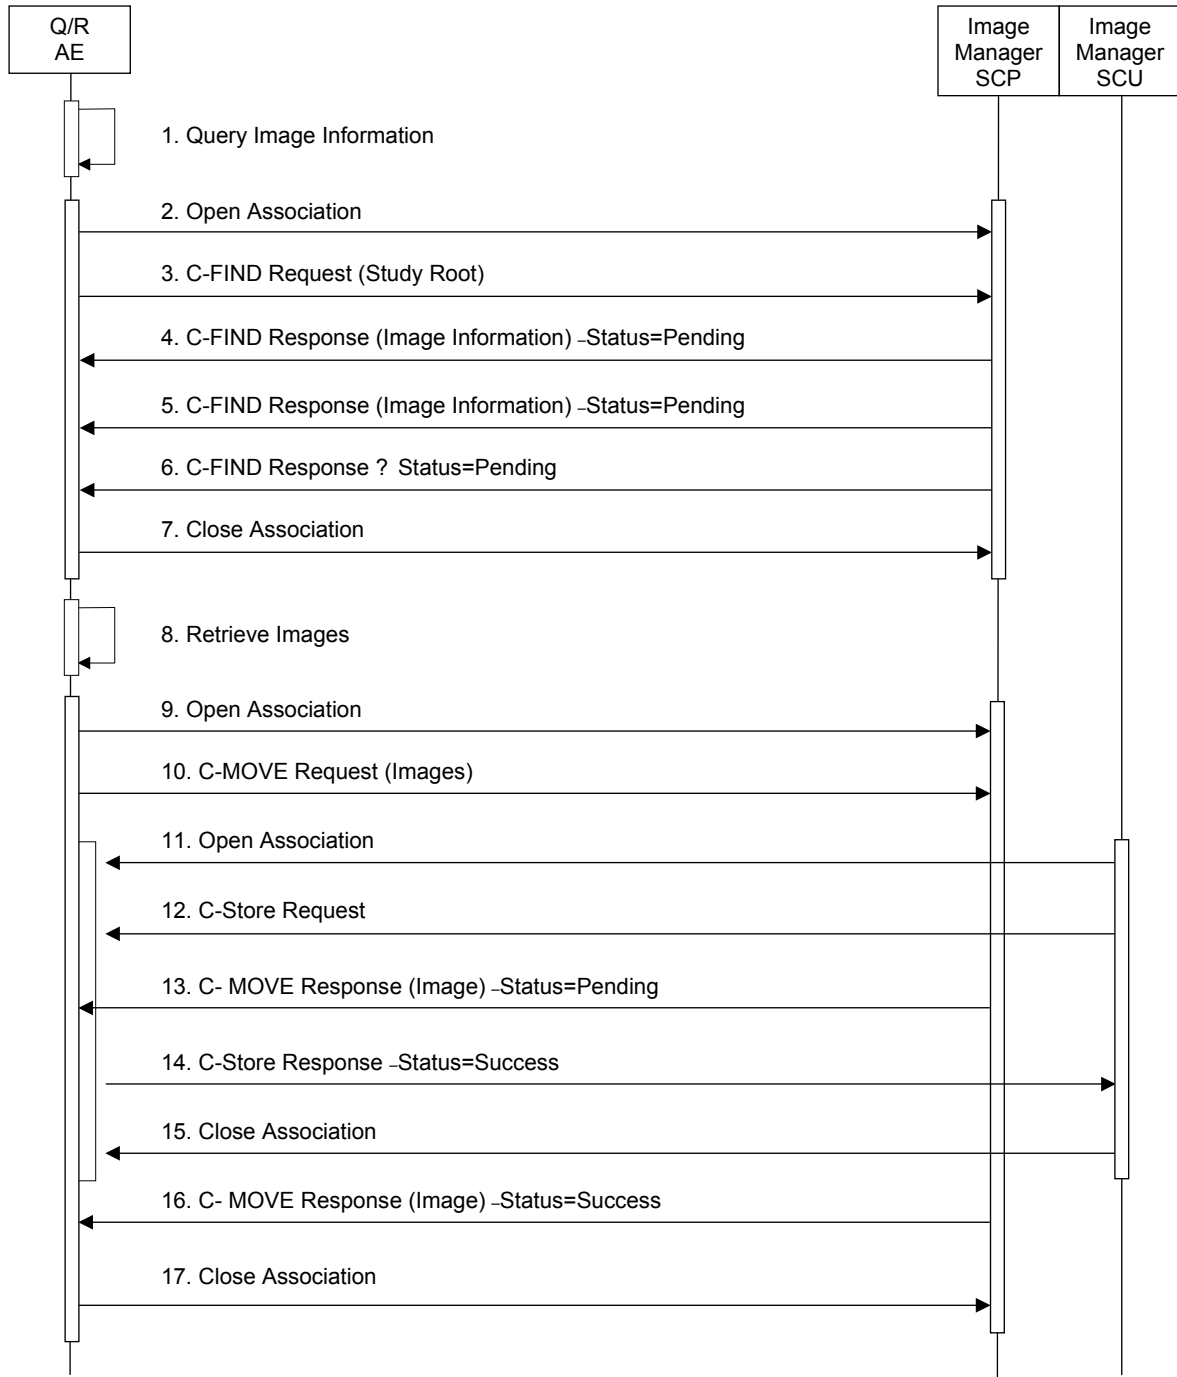 Q/R
AE
Image
Manager
SCP
Image
Manager
SCU
1. Query Image Information
2. Open Association
3. C-FIND Request (Study Root)
4. C-FIND Response (Image Information) –Status=Pending
5. C-FIND Response (Image Information) –Status=Pending
6. C-FIND Response ? Status=Pending
7. Close Association
8. Retrieve Images
9. Open Association
10. C-MOVE Request (Images)
11. Open Association
12. C-Store Request
13. C- MOVE Response (Image) –Status=Pending
14. C-Store Response –Status=Success
15. Close Association
16. C- MOVE Response (Image) –Status=Success
17. Close Association